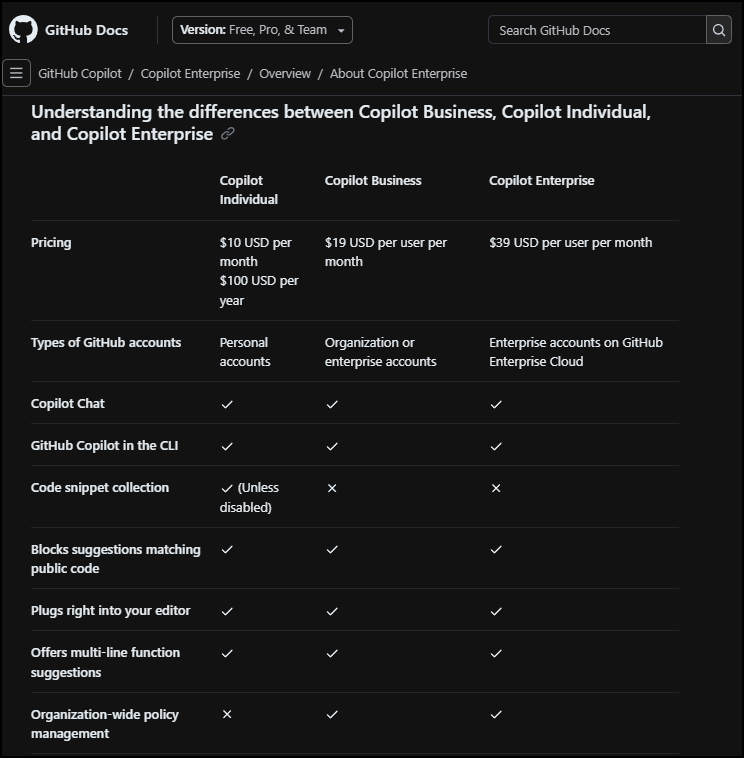 GitHub Docs
Version: Free, Pro, & Team
Search GitHub Docs
GitHub Copilot / Copilot Enterprise / Overview / About Copilot Enterprise
Understanding the differences between Copilot Business, Copilot Individual,
and Copilot Enterprise
Copilot
Individual
Copilot Business
Copilot Enterprise
Pricing
$10 USD per
month
$100 USD per
year
$19 USD per user per
month
$39 USD per user per month
Types of GitHub accounts
Personal
accounts
Organization or
enterprise accounts
Enterprise accounts on GitHub
Enterprise Cloud
Copilot Chat
✓ ✓ ✓
GitHub Copilot in the CLI
✓ ✓ ✓
Code snippet collection
✓ (Unless
disabled)
✕ ✕
Blocks suggestions matching
public code
✓ ✓ ✓
Plugs right into your editor
✓ ✓ ✓
Offers multi-line function
suggestions
✓ ✓ ✓
Organization-wide policy
management
✕ ✓ ✓